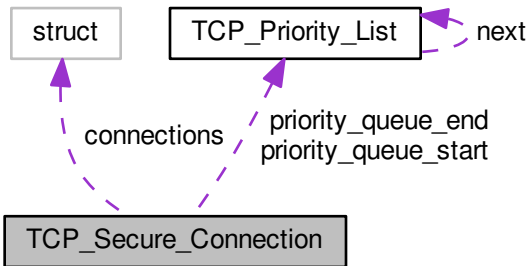 struct
TCP_Priority_List
next
connections
priority_queue_end
priority_queue_start
TCP_Secure_Connection